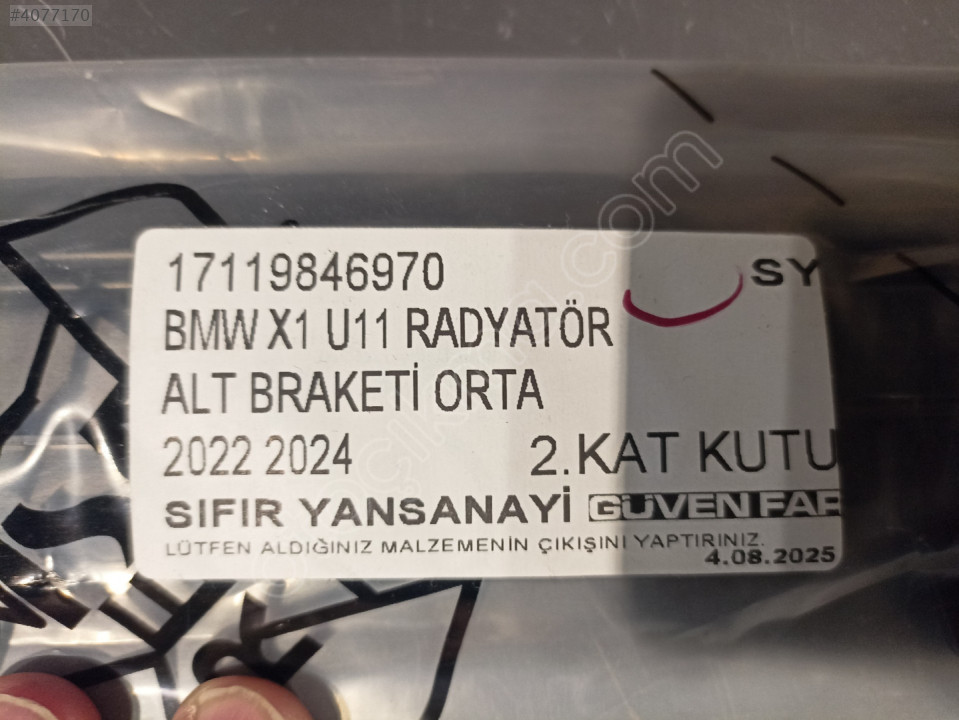 #4077170
17119846970
SY
BMW X1 U11 RADYATÖR
ALT BRAKETİ ORTA
2022 2024
2.KAT KUTU
SIFIR YANSANAYİ GÜVEN FAR
LÜTFEN ALDIĞINIZ MALZEMENİN ÇIKIŞINI YAPTIRINIZ.
4.08.2025